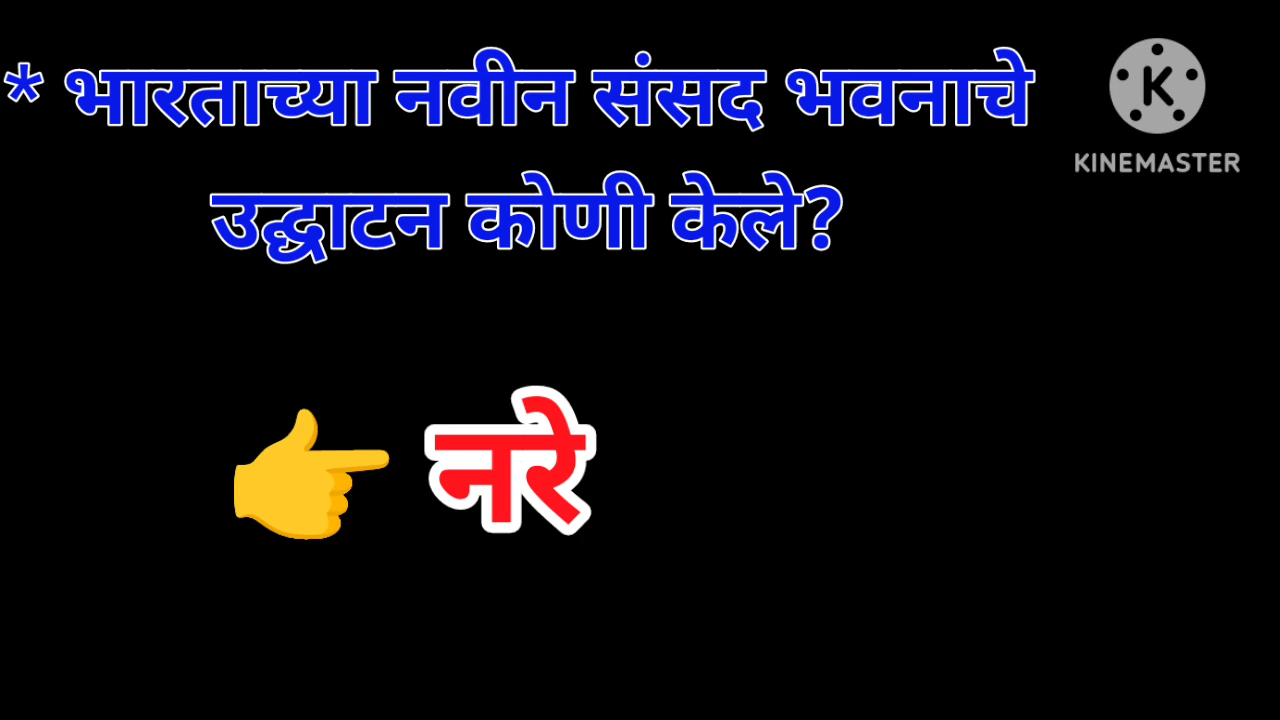 * भारताच्या नवीन संसद भवनाचे
उद्घाटन कोणी केले?
👉 नरे
KINEMASTER